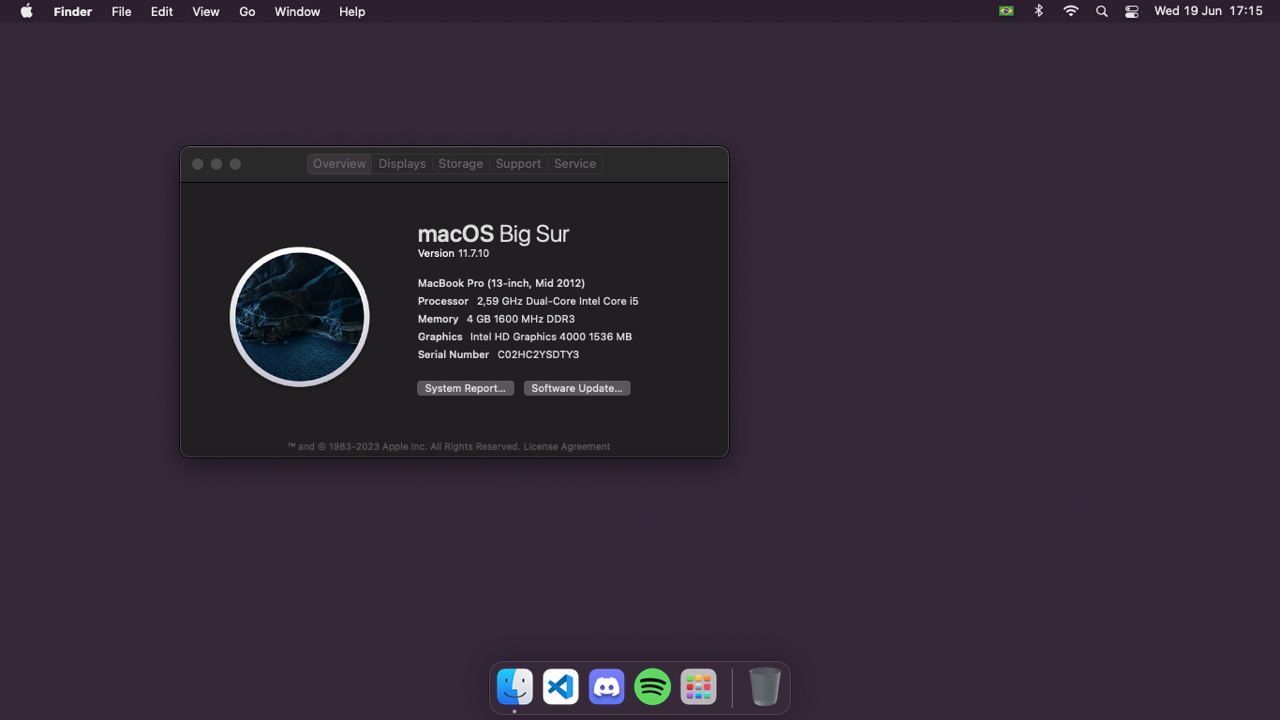 Finder File Edit View Go Window Help Wed 19 Jun 17:15
Overview Displays Storage Support Service
macOS Big Sur
Version 11.7.10
MacBook Pro (13-inch, Mid 2012)
Processor 2,59 GHz Dual-Core Intel Core i5
Memory 4 GB 1600 MHz DDR3
Graphics Intel HD Graphics 4000 1536 MB
Serial Number C02HC2YSDTY3
System Report... Software Update...
™ and © 1983-2023 Apple Inc. All Rights Reserved. License Agreement